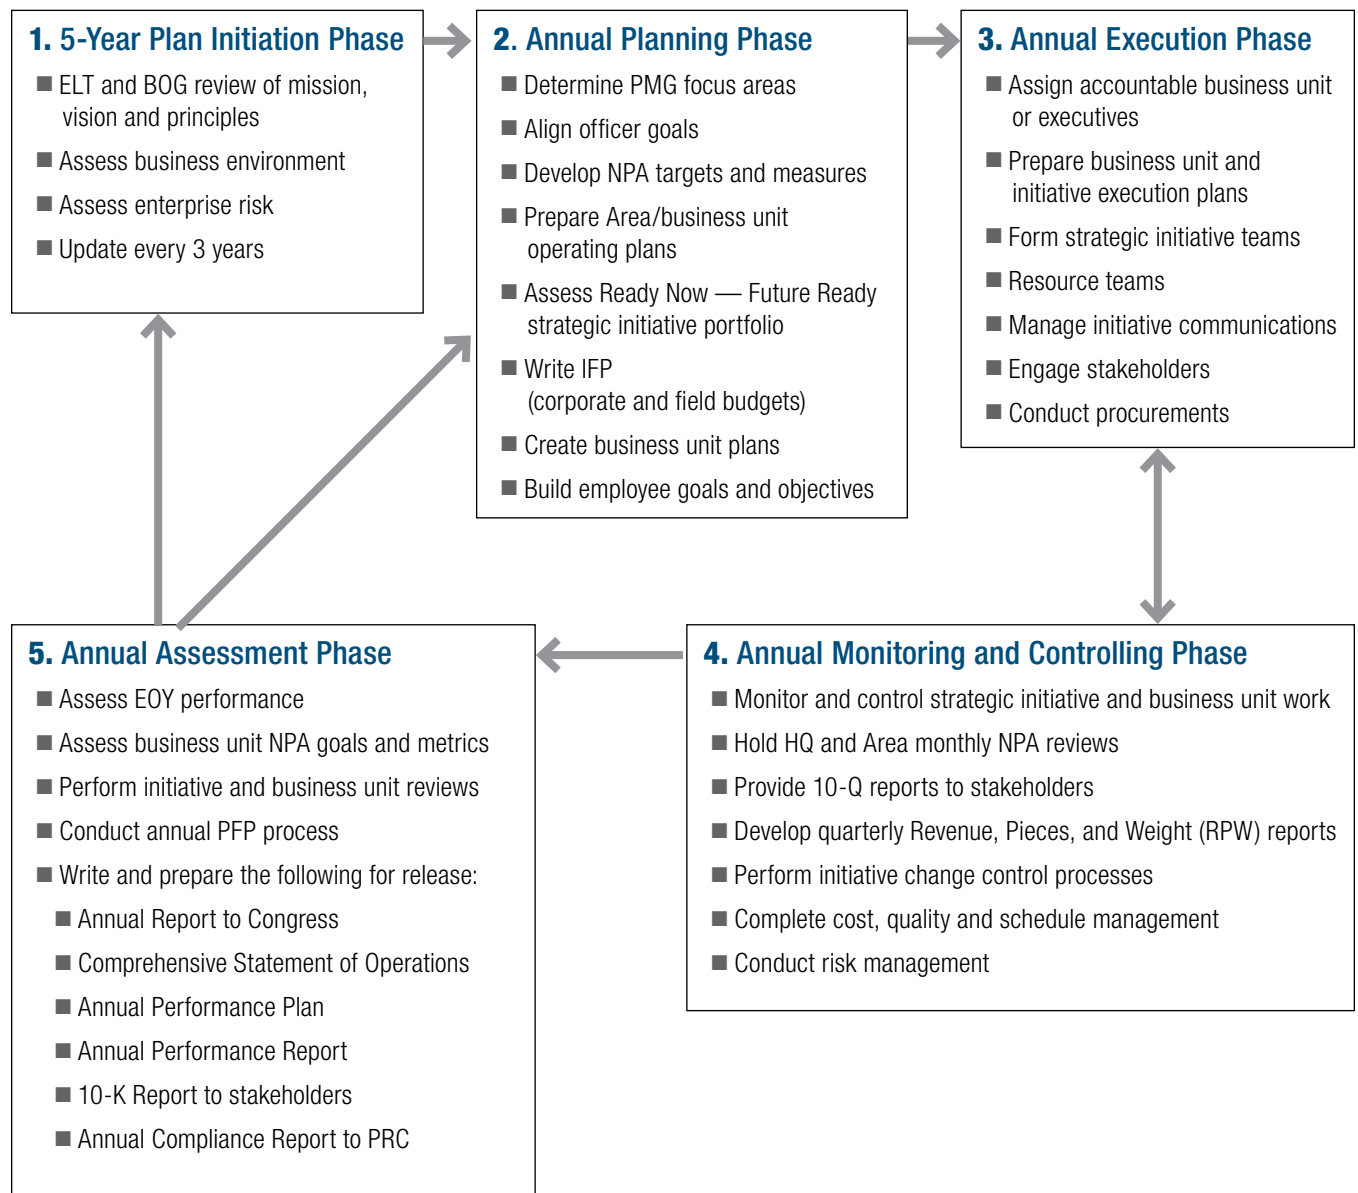 1. 5-Year Plan Initiation Phase
■ ELT and BOG review of mission,
vision and principles
■ Assess business environment
■ Assess enterprise risk
■ Update every 3 years
2. Annual Planning Phase
■ Determine PMG focus areas
■ Align officer goals
■ Develop NPA targets and measures
■ Prepare Area/business unit
operating plans
■ Assess Ready Now — Future Ready
strategic initiative portfolio
■ Write IFP
(corporate and field budgets)
■ Create business unit plans
■ Build employee goals and objectives
3. Annual Execution Phase
■ Assign accountable business unit
or executives
■ Prepare business unit and
initiative execution plans
■ Form strategic initiative teams
■ Resource teams
■ Manage initiative communications
■ Engage stakeholders
■ Conduct procurements
4. Annual Monitoring and Controlling Phase
■ Monitor and control strategic initiative and business unit work
■ Hold HQ and Area monthly NPA reviews
■ Provide 10-Q reports to stakeholders
■ Develop quarterly Revenue, Pieces, and Weight (RPW) reports
■ Perform initiative change control processes
■ Complete cost, quality and schedule management
■ Conduct risk management
5. Annual Assessment Phase
■ Assess EOY performance
■ Assess business unit NPA goals and metrics
■ Perform initiative and business unit reviews
■ Conduct annual PFP process
■ Write and prepare the following for release:
■ Annual Report to Congress
■ Comprehensive Statement of Operations
■ Annual Performance Plan
■ Annual Performance Report
■ 10-K Report to stakeholders
■ Annual Compliance Report to PRC